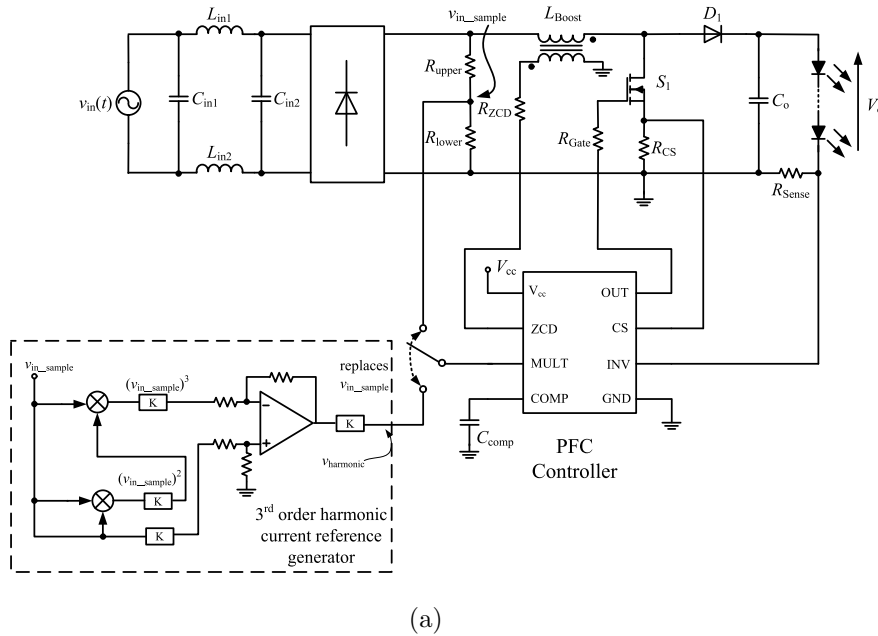 L_in1
v_in_sample
L_Boost
D_1
v_in(t)
C_in1
C_in2
R_upper
R_ZCD
R_lower
S_1
R_Gate
R_CS
C_o
L_in2
R_Sense
V_cc
V_cc
OUT
ZCD
CS
MULT
INV
COMP
GND
C_comp
PFC
Controller
replaces
v_in_sample
v_in_sample
(v_in_sample)^3
K
K
v_harmonic
(v_in_sample)^2
K
K
3^rd order harmonic
current reference
generator
(a)